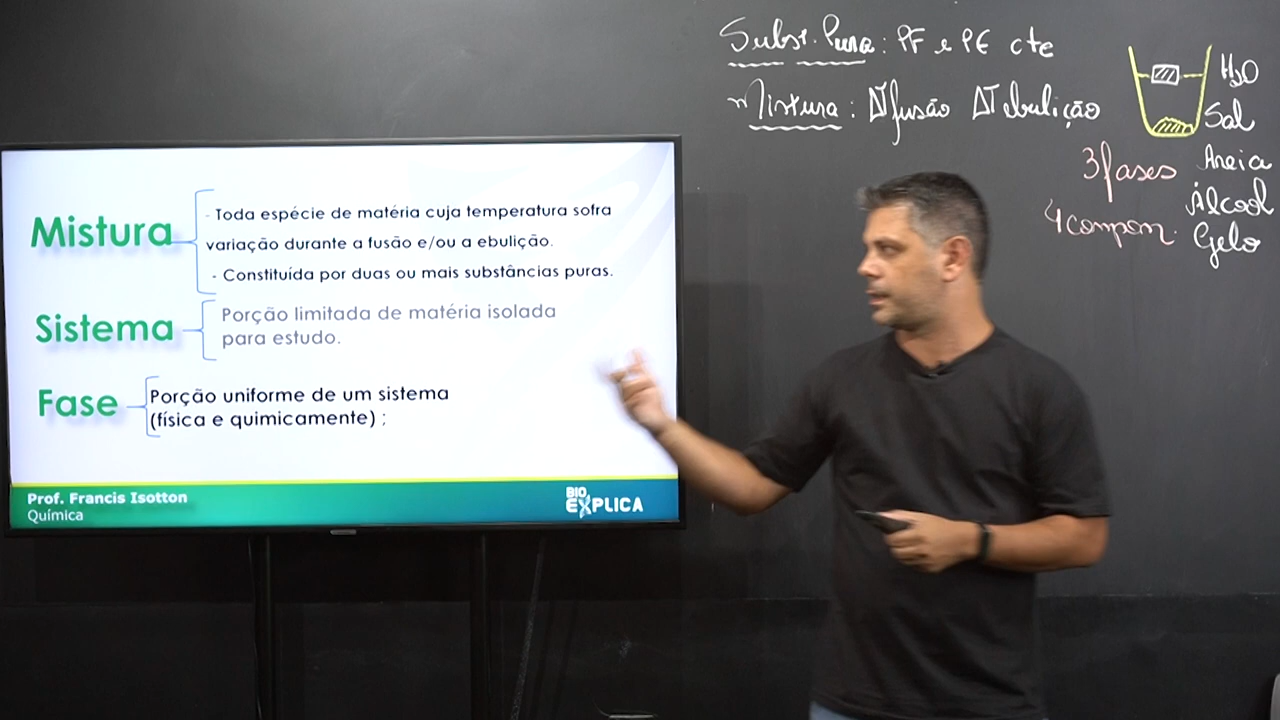 Subst. Pura: PF e PE cte
Mistura: ΔTfusão ΔTebulição
H₂O
Sal
Areia
Álcool
Gelo
3 fases
4 compon.
Mistura
- Toda espécie de matéria cuja temperatura sofra
variação durante a fusão e/ou a ebulição.
- Constituída por duas ou mais substâncias puras.
Sistema
Porção limitada de matéria isolada
para estudo.
Fase
Porção uniforme de um sistema
(física e quimicamente) ;
Prof. Francis Isotton
Química
BIO
EXPLICA